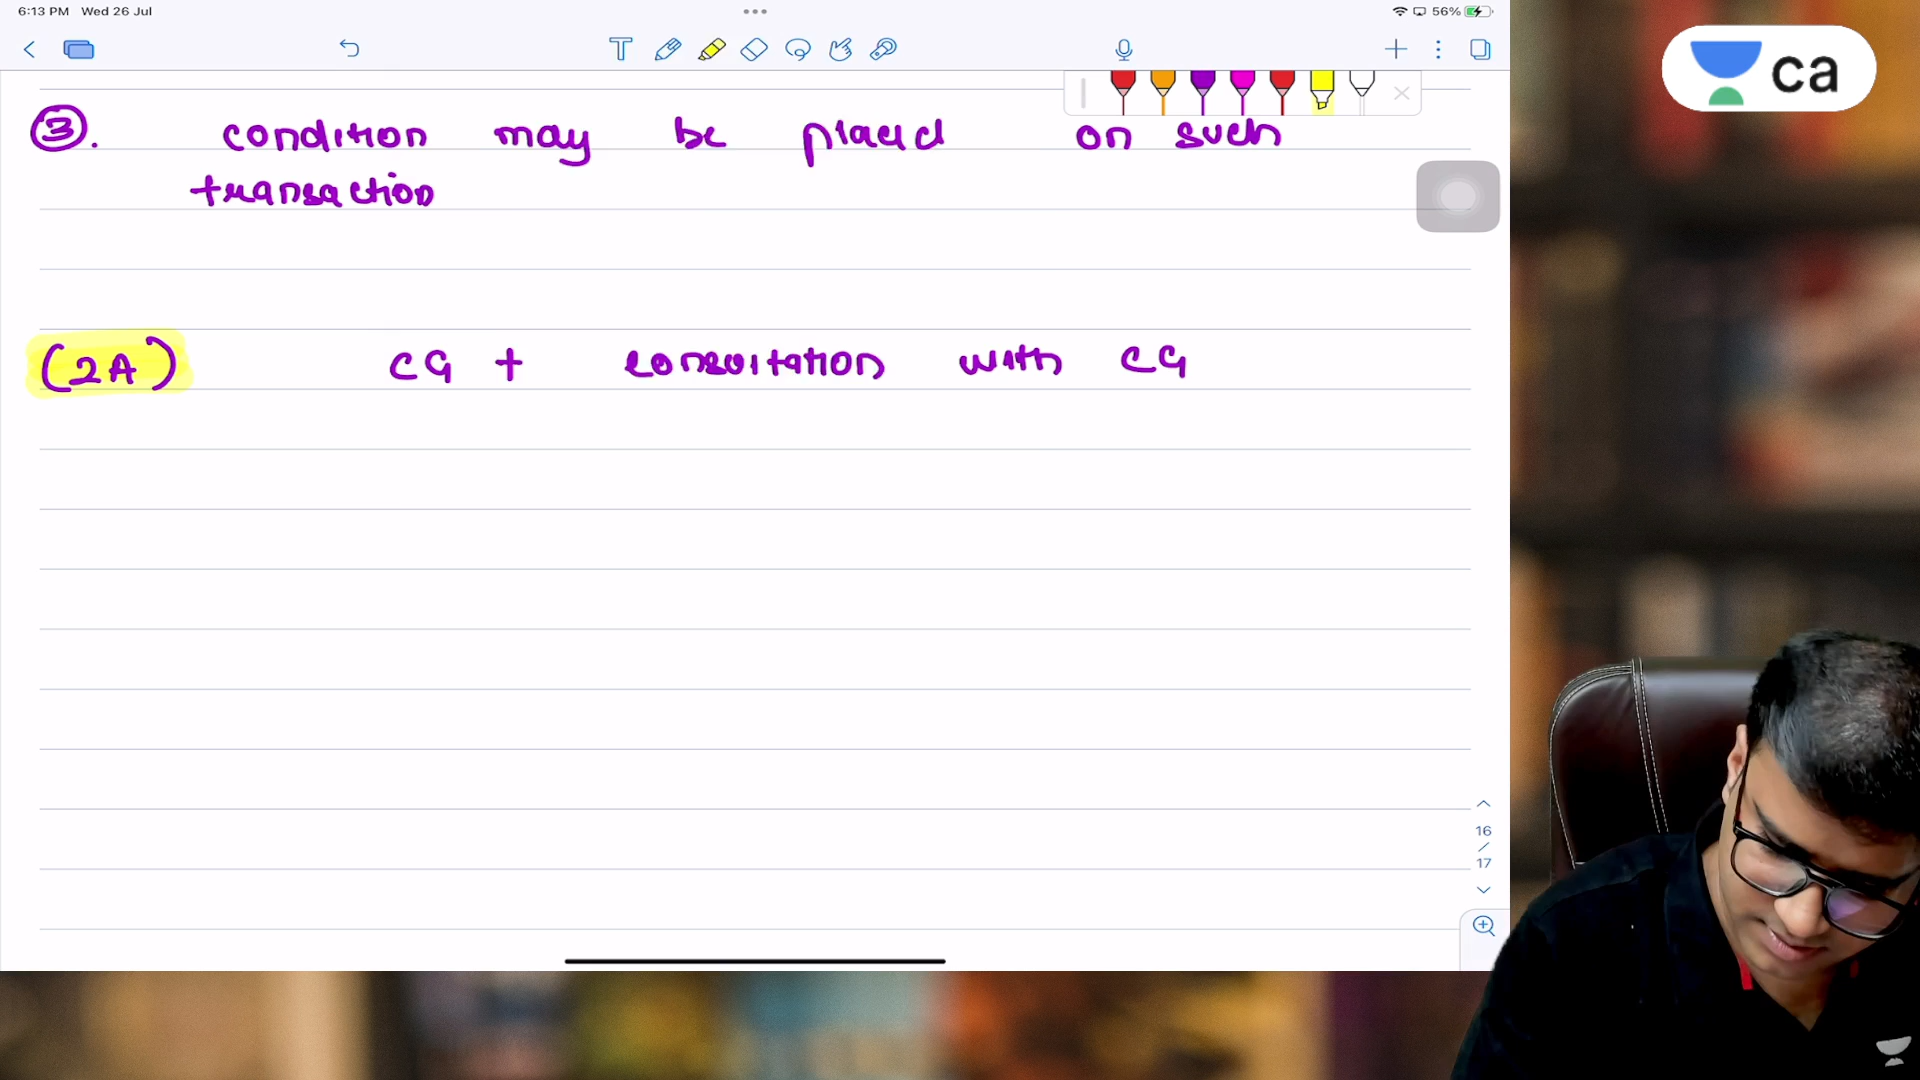 6:13 PM Wed 26 Jul
56%
ca
3. condition may be placed on such
transaction
(2A) CG + consultation with CG
16
/
17